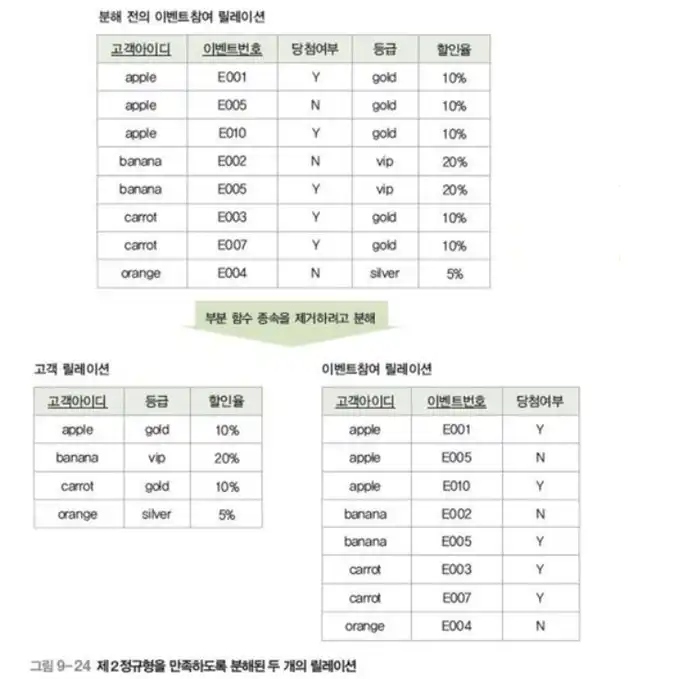 분해 전의 이벤트참여 릴레이션
고객아이디 이벤트번호 당첨여부 등급 할인율
apple E001 Y gold 10%
apple E005 N gold 10%
apple E010 Y gold 10%
banana E002 N vip 20%
banana E005 Y vip 20%
carrot E003 Y gold 10%
carrot E007 Y gold 10%
orange E004 N silver 5%
부분 함수 종속을 제거하려고 분해
고객 릴레이션
고객아이디 등급 할인율
apple gold 10%
banana vip 20%
carrot gold 10%
orange silver 5%
이벤트참여 릴레이션
고객아이디 이벤트번호 당첨여부
apple E001 Y
apple E005 N
apple E010 Y
banana E002 N
banana E005 Y
carrot E003 Y
carrot E007 Y
orange E004 N
그림 9-24 제2정규형을 만족하도록 분해된 두 개의 릴레이션